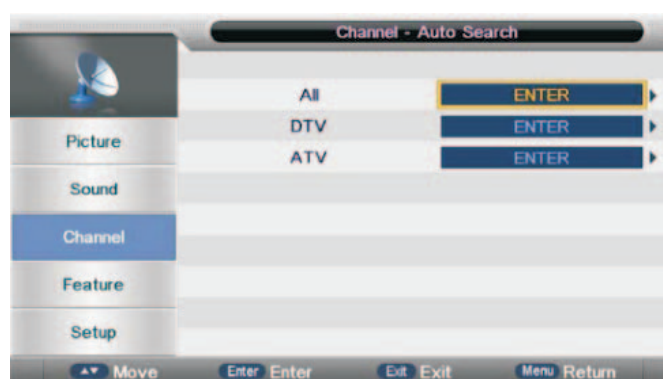 Channel - Auto Search
All ENTER
DTV ENTER
ATV ENTER
Picture
Sound
Channel
Feature
Setup
Move Enter Enter Exit Exit Menu Return